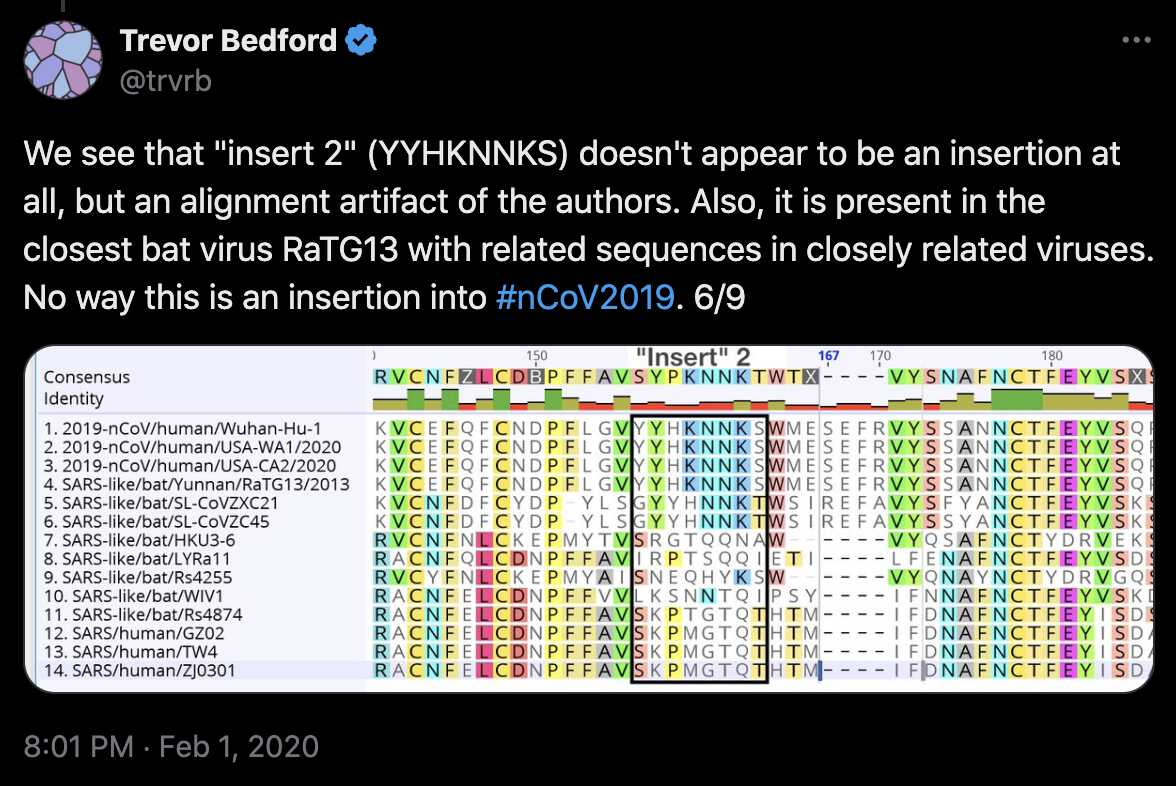 Trevor Bedford
@trvrb
We see that "insert 2" (YYHKNNKS) doesn't appear to be an insertion at
all, but an alignment artifact of the authors. Also, it is present in the
closest bat virus RaTG13 with related sequences in closely related viruses.
No way this is an insertion into #nCoV2019. 6/9
150 "Insert" 2 167 170 180
Consensus RVCNFZLCDBPFFAVSYPKNNKTWTX----VYSNAFNCTFEYVSX
Identity
1. 2019-nCoV/human/Wuhan-Hu-1 KVCEFQFCNDPFLGVYYHKNNKSWMESEFRVYSSANNCTFEYVSQ
2. 2019-nCoV/human/USA-WA1/2020 KVCEFQFCNDPFLGVYYHKNNKSWMESEFRVYSSANNCTFEYVSQ
3. 2019-nCoV/human/USA-CA2/2020 KVCEFQFCNDPFLGVYYHKNNKSWMESEFRVYSSANNCTFEYVSQ
4. SARS-like/bat/Yunnan/RaTG13/2013 KVCEFQFCNDPFLGVYYHKNNKSWMESEFRVYSSANNCTFEYVSQ
5. SARS-like/bat/SL-CoVZXC21 KVCNFDFCYDP-YLSGYYHNNKTWSIREFAVYSFYANCTFEYVSK
6. SARS-like/bat/SL-CoVZC45 KVCNFDFCYDP-YLSGYYHNNKTWSIREFAVYSSYANCTFEYVSK
7. SARS-like/bat/HKU3-6 RVCNFNLCKEPMYTVSRGTQQNAW------VYQSAFNCTYDRVEK
8. SARS-like/bat/LYRa11 RACNFELCDNPFFAVLRPTSQQIETI----LFENAFNCTFEYVSD
9. SARS-like/bat/Rs4255 RVCYFNLCKEPMYAISNEQHYKSW------VYQNAYNCTYDRVGQ
10. SARS-like/bat/WIV1 RACNFELCDNPFFVVLKSNNTQIPSY----IFNNAFNCTFEYVSK
11. SARS-like/bat/Rs4874 RACNFELCDNPFFAVSKPTGTQTHTM----IFDNAFNCTFEYVSD
12. SARS/human/GZ02 RACNFELCDNPFFAVSKPMGTQTHTM----IFDNAFNCTFEYISD
13. SARS/human/TW4 RACNFELCDNPFFAVSKPMGTQTHTM----IFDNAFNCTFEYISD
14. SARS/human/ZJ0301 RACNFELCDNPFFAVSKPMGTQTHTM----IFDNAFNCTFEYISD
8:01 PM · Feb 1, 2020